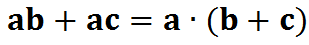 ab + ac = a · (b + c)